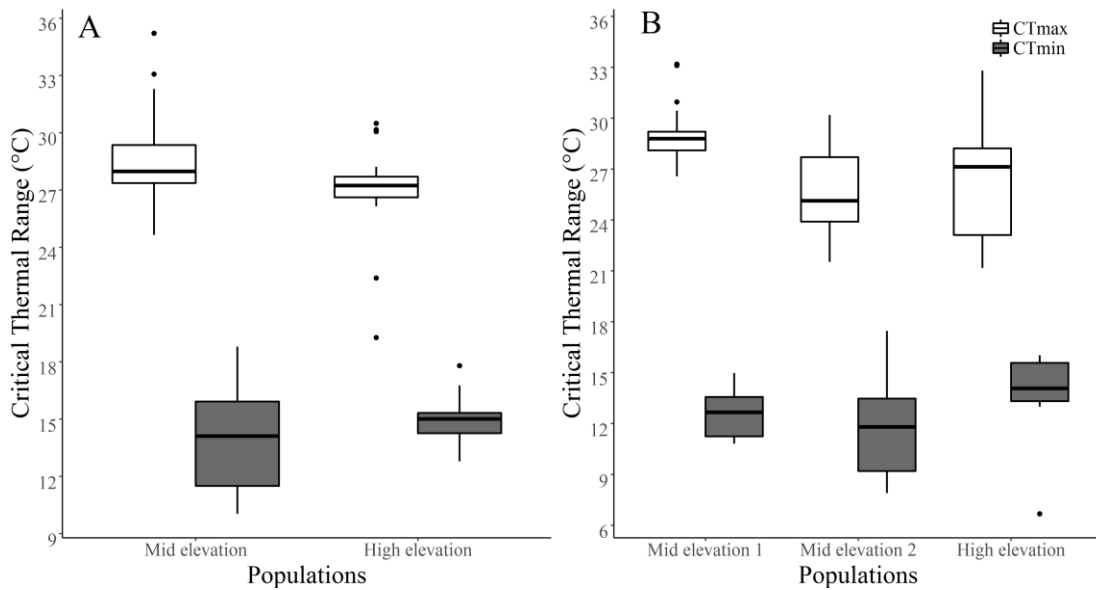 A
Critical Thermal Range (°C)
36
33
30
27
24
21
18
15
12
9
Mid elevation High elevation
Populations
B
CTmax
CTmin
Critical Thermal Range (°C)
36
33
30
27
24
21
18
15
12
9
6
Mid elevation 1 Mid elevation 2 High elevation
Populations